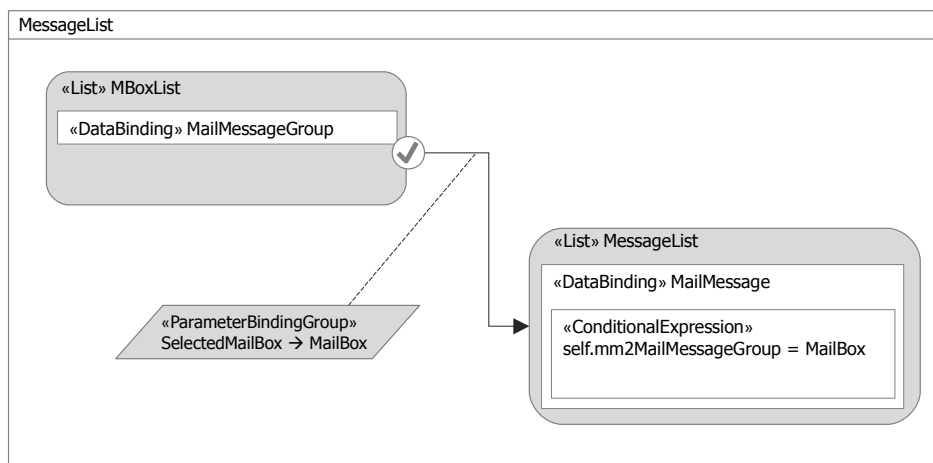 MessageList
«List» MBoxList
«DataBinding» MailMessageGroup
«List» MessageList
«DataBinding» MailMessage
«ConditionalExpression»
self.mm2MailMessageGroup = MailBox
«ParameterBindingGroup»
SelectedMailBox → MailBox